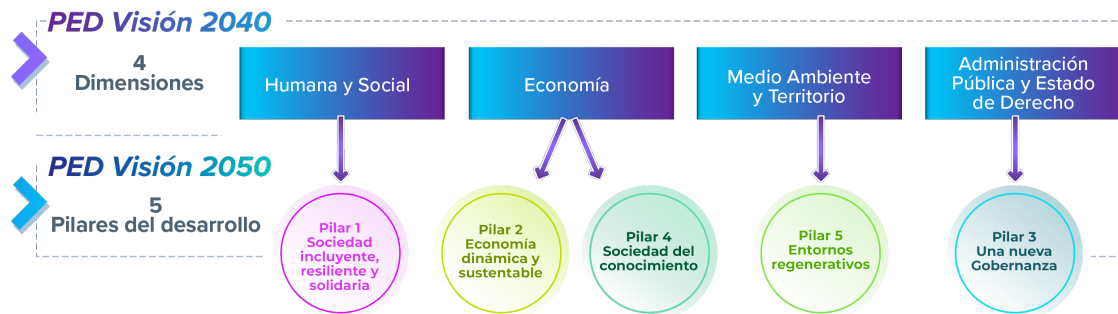 PED Visión 2040
4
Dimensiones
Humana y Social
Economía
Medio Ambiente
y Territorio
Administración
Pública y Estado
de Derecho
PED Visión 2050
5
Pilares del desarrollo
Pilar 1
Sociedad
incluyente,
resiliente y
solidaria
Pilar 2
Economía
dinámica y
sustentable
Pilar 4
Sociedad del
conocimiento
Pilar 5
Entornos
regenerativos
Pilar 3
Una nueva
Gobernanza